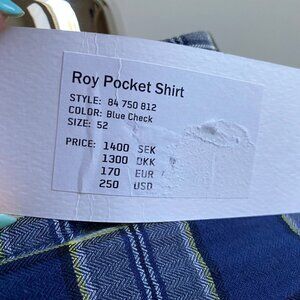 Roy Pocket Shirt
STYLE: 84 750 812
COLOR: Blue Check
SIZE: 52
PRICE: 1400 SEK
1300 DKK
170 EUR
250 USD